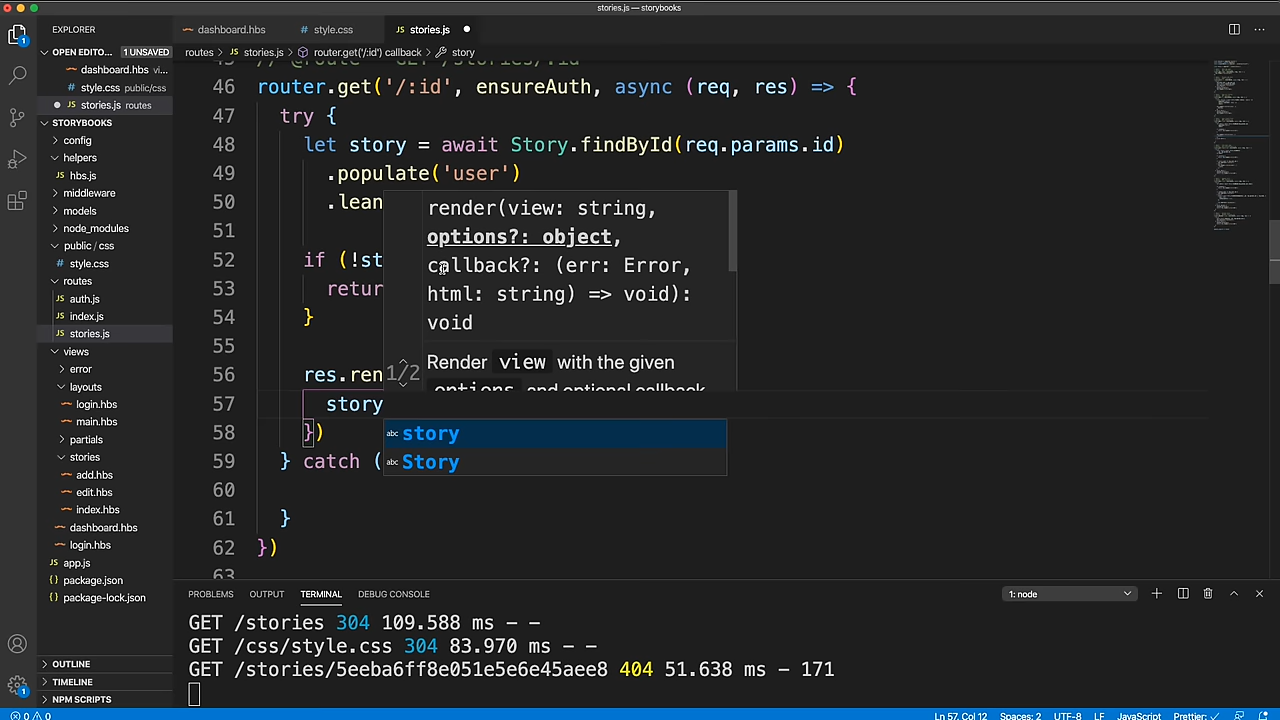 stories.js — storybooks
EXPLORER
dashboard.hbs
style.css
stories.js
OPEN EDITO... 1 UNSAVED
routes > stories.js > router.get('/:id') callback > story
dashboard.hbs vi...
style.css public/css
stories.js routes
STORYBOOKS
config
helpers
hbs.js
middleware
models
node_modules
public / css
style.css
routes
auth.js
index.js
stories.js
views
error
layouts
login.hbs
main.hbs
partials
stories
add.hbs
edit.hbs
index.hbs
dashboard.hbs
login.hbs
app.js
package.json
package-lock.json
OUTLINE
TIMELINE
NPM SCRIPTS
46 router.get('/:id', ensureAuth, async (req, res) => {
47 try {
48 let story = await Story.findById(req.params.id)
49 .populate('user')
50 .lean
51
52 if (!st
53 retur
54 }
55
56 res.ren
57 story
58 })
59 } catch (
60
61 }
62 })
63
render(view: string,
options?: object,
callback?: (err: Error,
html: string) => void):
void
1/2
Render view with the given
options and optional callback
abc story
abc Story
PROBLEMS OUTPUT TERMINAL DEBUG CONSOLE
1: node
GET /stories 304 109.588 ms - -
GET /css/style.css 304 83.970 ms - -
GET /stories/5eeba6ff8e051e5e6e45aee8 404 51.638 ms - 171
0 0 Ln 57, Col 12 Spaces: 2 UTF-8 LF JavaScript Prettier: ✓